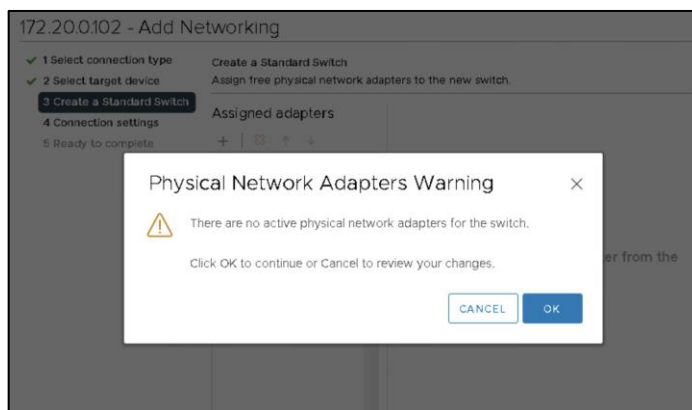 172.20.0.102 - Add Networking
1 Select connection type
2 Select target device
3 Create a Standard Switch
4 Connection settings
5 Ready to complete
Create a Standard Switch
Assign free physical network adapters to the new switch.
Assigned adapters
Physical Network Adapters Warning
There are no active physical network adapters for the switch.
Click OK to continue or Cancel to review your changes.
er from the
CANCEL
OK